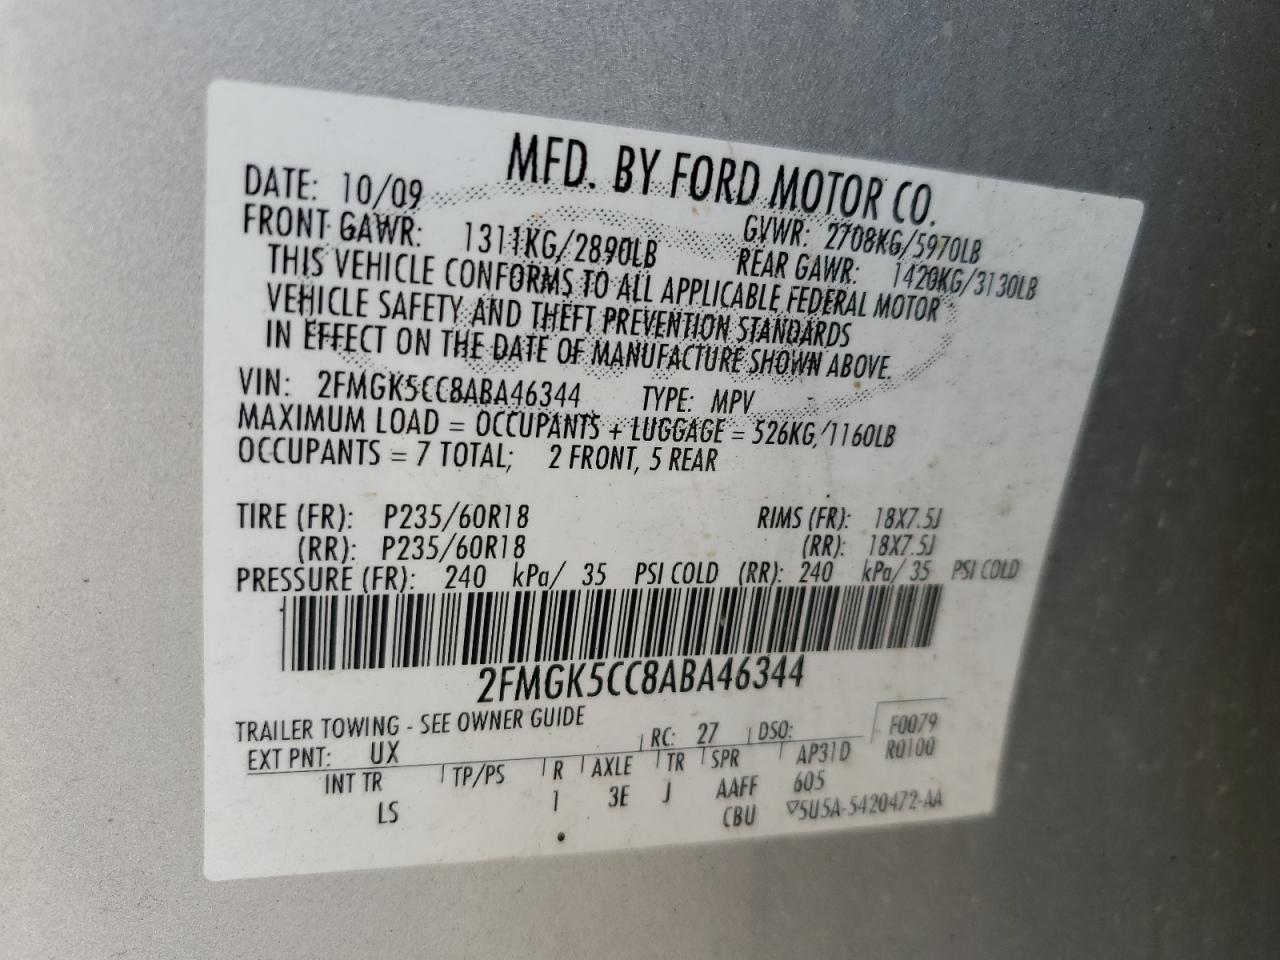 MFD. BY FORD MOTOR CO.
DATE: 10/09 GVWR: 2708KG/5970LB
FRONT GAWR: 1311KG/2890LB REAR GAWR: 1420KG/3130LB
THIS VEHICLE CONFORMS TO ALL APPLICABLE FEDERAL MOTOR
VEHICLE SAFETY AND THEFT PREVENTION STANDARDS
IN EFFECT ON THE DATE OF MANUFACTURE SHOWN ABOVE.
VIN: 2FMGK5CC8ABA46344 TYPE: MPV
MAXIMUM LOAD = OCCUPANTS + LUGGAGE = 526KG/1160LB
OCCUPANTS = 7 TOTAL; 2 FRONT, 5 REAR
TIRE (FR): P235/60R18 RIMS (FR): 18X7.5J
(RR): P235/60R18 (RR): 18X7.5J
PRESSURE (FR): 240 kPa/ 35 PSI COLD (RR): 240 kPa/ 35 PSI COLD
2FMGK5CC8ABA46344
TRAILER TOWING - SEE OWNER GUIDE F0079
EXT PNT: UX RC: 27 DSO: R0100
INT TR TP/PS R AXLE TR SPR AP31D
LS 1 3E J AAFF 605
CBU ▽5U5A-5420472-AA